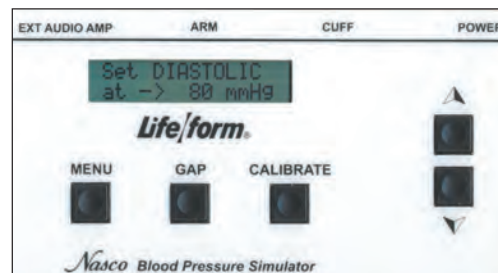 EXT AUDIO AMP ARM CUFF POWER
Set DIASTOLIC
at -> 80 mmHg
Life/form®
MENU GAP CALIBRATE
Nasco Blood Pressure Simulator